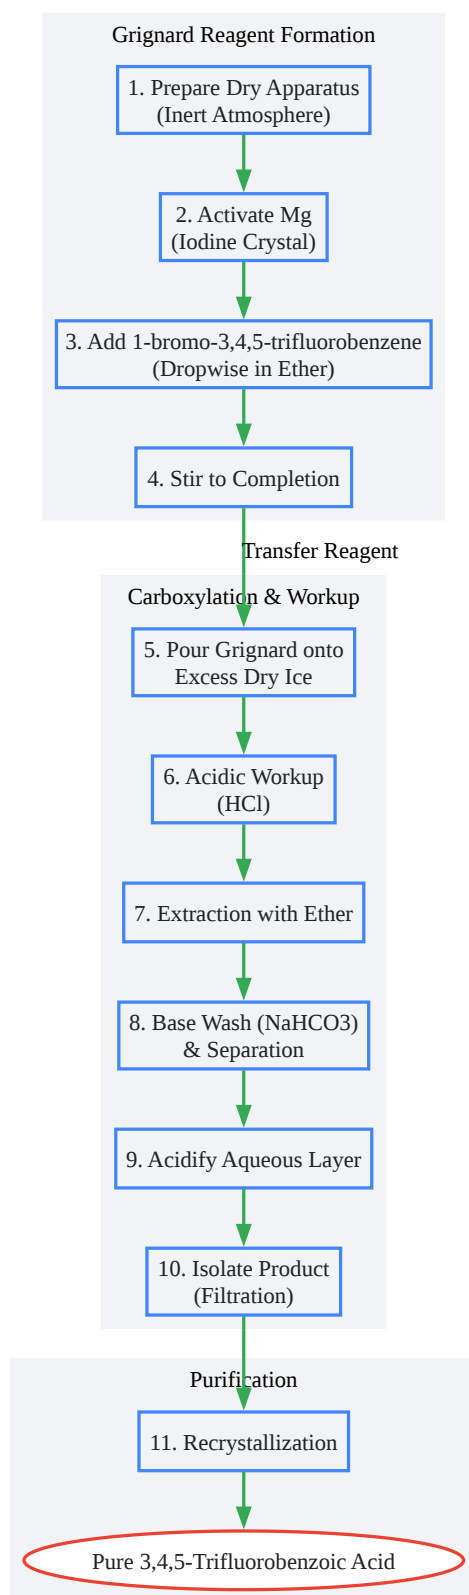 Grignard Reagent Formation
1. Prepare Dry Apparatus
(Inert Atmosphere)
2. Activate Mg
(Iodine Crystal)
3. Add 1-bromo-3,4,5-trifluorobenzene
(Dropwise in Ether)
4. Stir to Completion
Transfer Reagent
Carboxylation & Workup
5. Pour Grignard onto
Excess Dry Ice
6. Acidic Workup
(HCl)
7. Extraction with Ether
8. Base Wash (NaHCO3)
& Separation
9. Acidify Aqueous Layer
10. Isolate Product
(Filtration)
Purification
11. Recrystallization
Pure 3,4,5-Trifluorobenzoic Acid